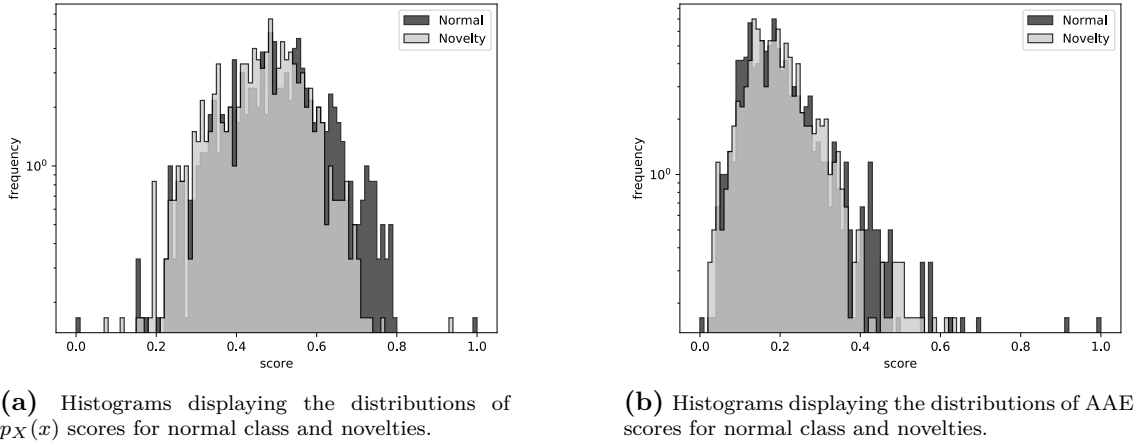 Normal
Novelty
frequency
10⁰
0.0 0.2 0.4 0.6 0.8 1.0
score
(a) Histograms displaying the distributions of
p_X(x) scores for normal class and novelties.
Normal
Novelty
frequency
10⁰
0.0 0.2 0.4 0.6 0.8 1.0
score
(b) Histograms displaying the distributions of AAE
scores for normal class and novelties.